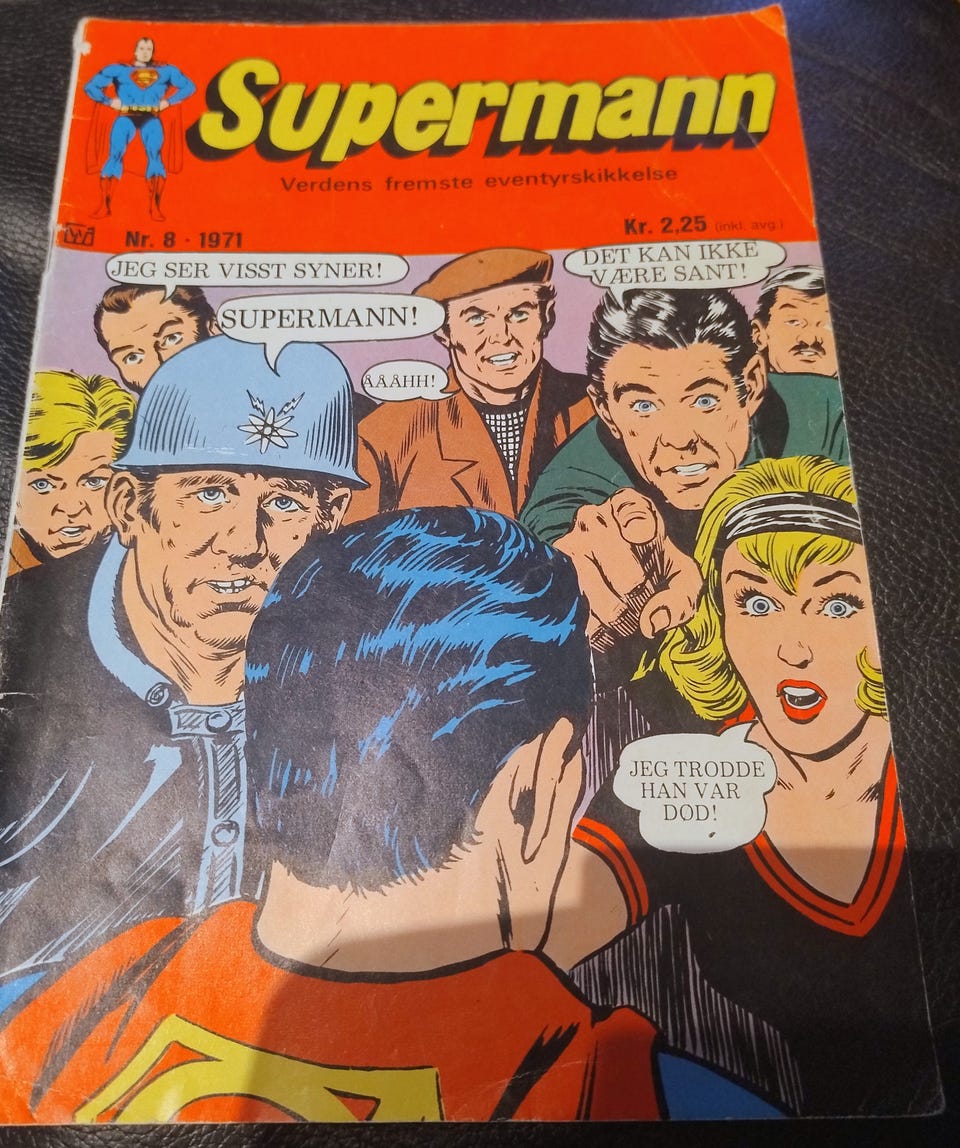 Supermann
Verdens fremste eventyrskikkelse
Nr. 8 · 1971
Kr. 2,25 (inkl. avg.)
JEG SER VISST SYNER!
DET KAN IKKE
VÆRE SANT!
SUPERMANN!
ÅÅÅHH!
JEG TRODDE
HAN VAR
DØD!